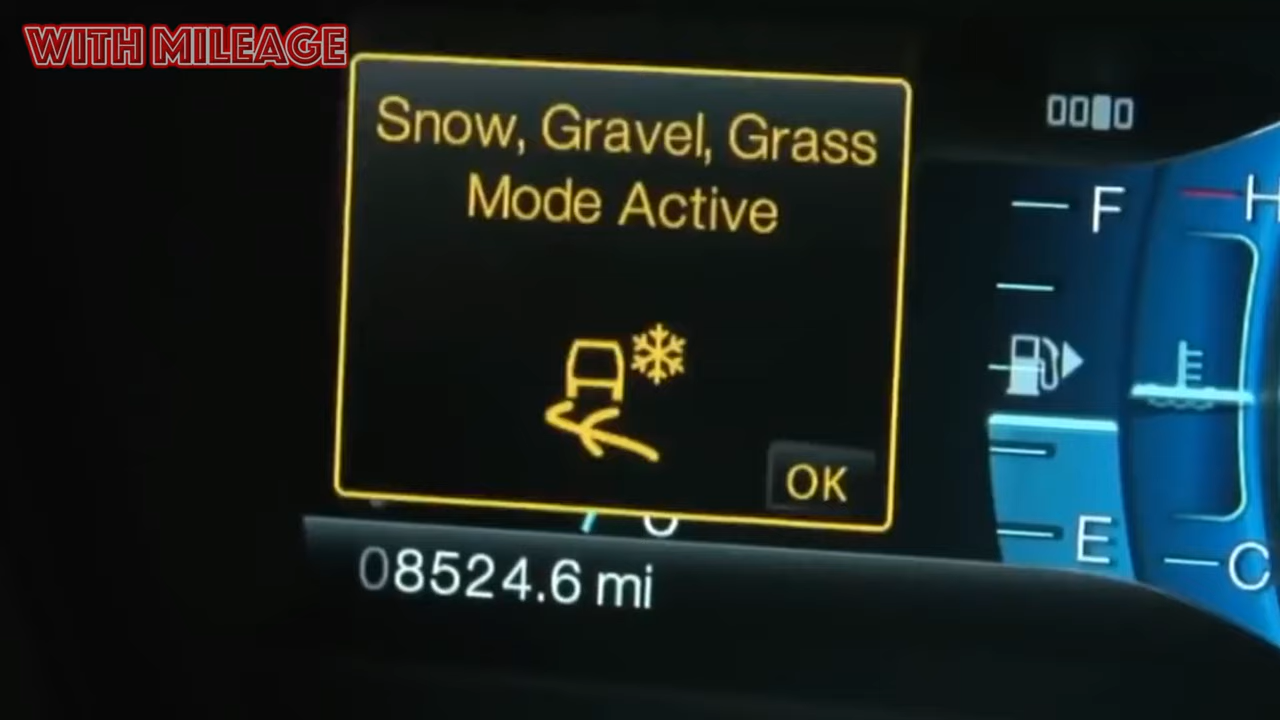 WITH MILEAGE
Snow, Gravel, Grass
Mode Active
OK
08524.6 mi
F
E
H
C